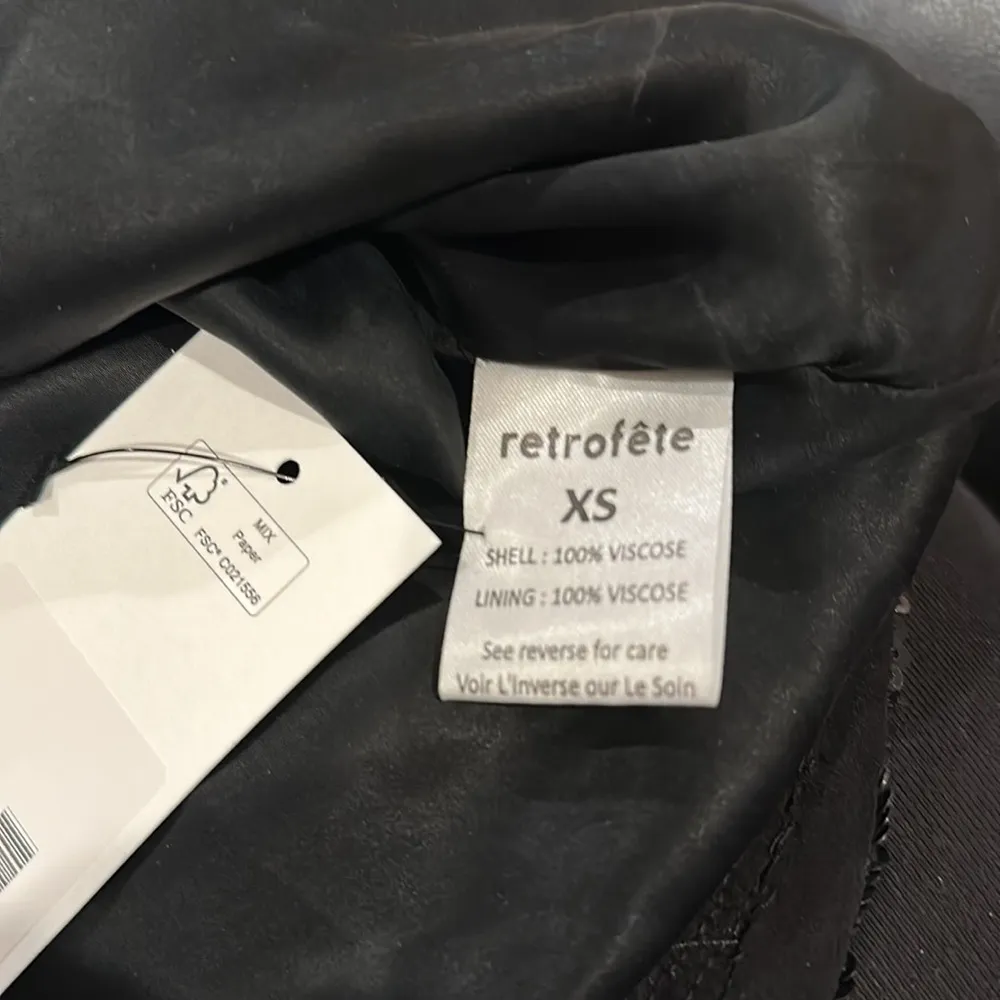 retrofête
XS
SHELL : 100% VISCOSE
LINING : 100% VISCOSE
See reverse for care
Voir L'Inverse our Le Soin
FSC
MIX
Paper
FSC® C021556